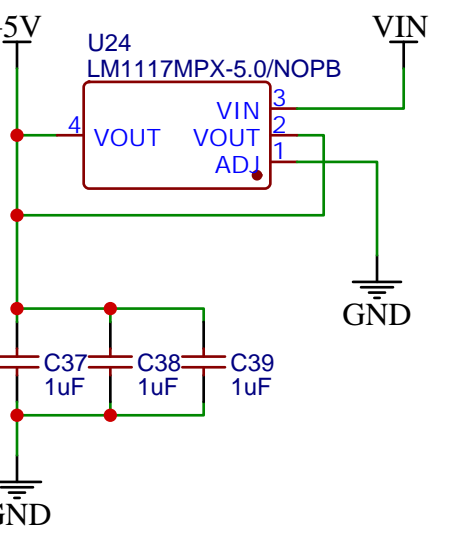 +5V
VIN
U24
LM1117MPX-5.0/NOPB
4
VOUT
VIN
3
VOUT
2
ADJ
1
GND
C37
1uF
C38
1uF
C39
1uF
GND